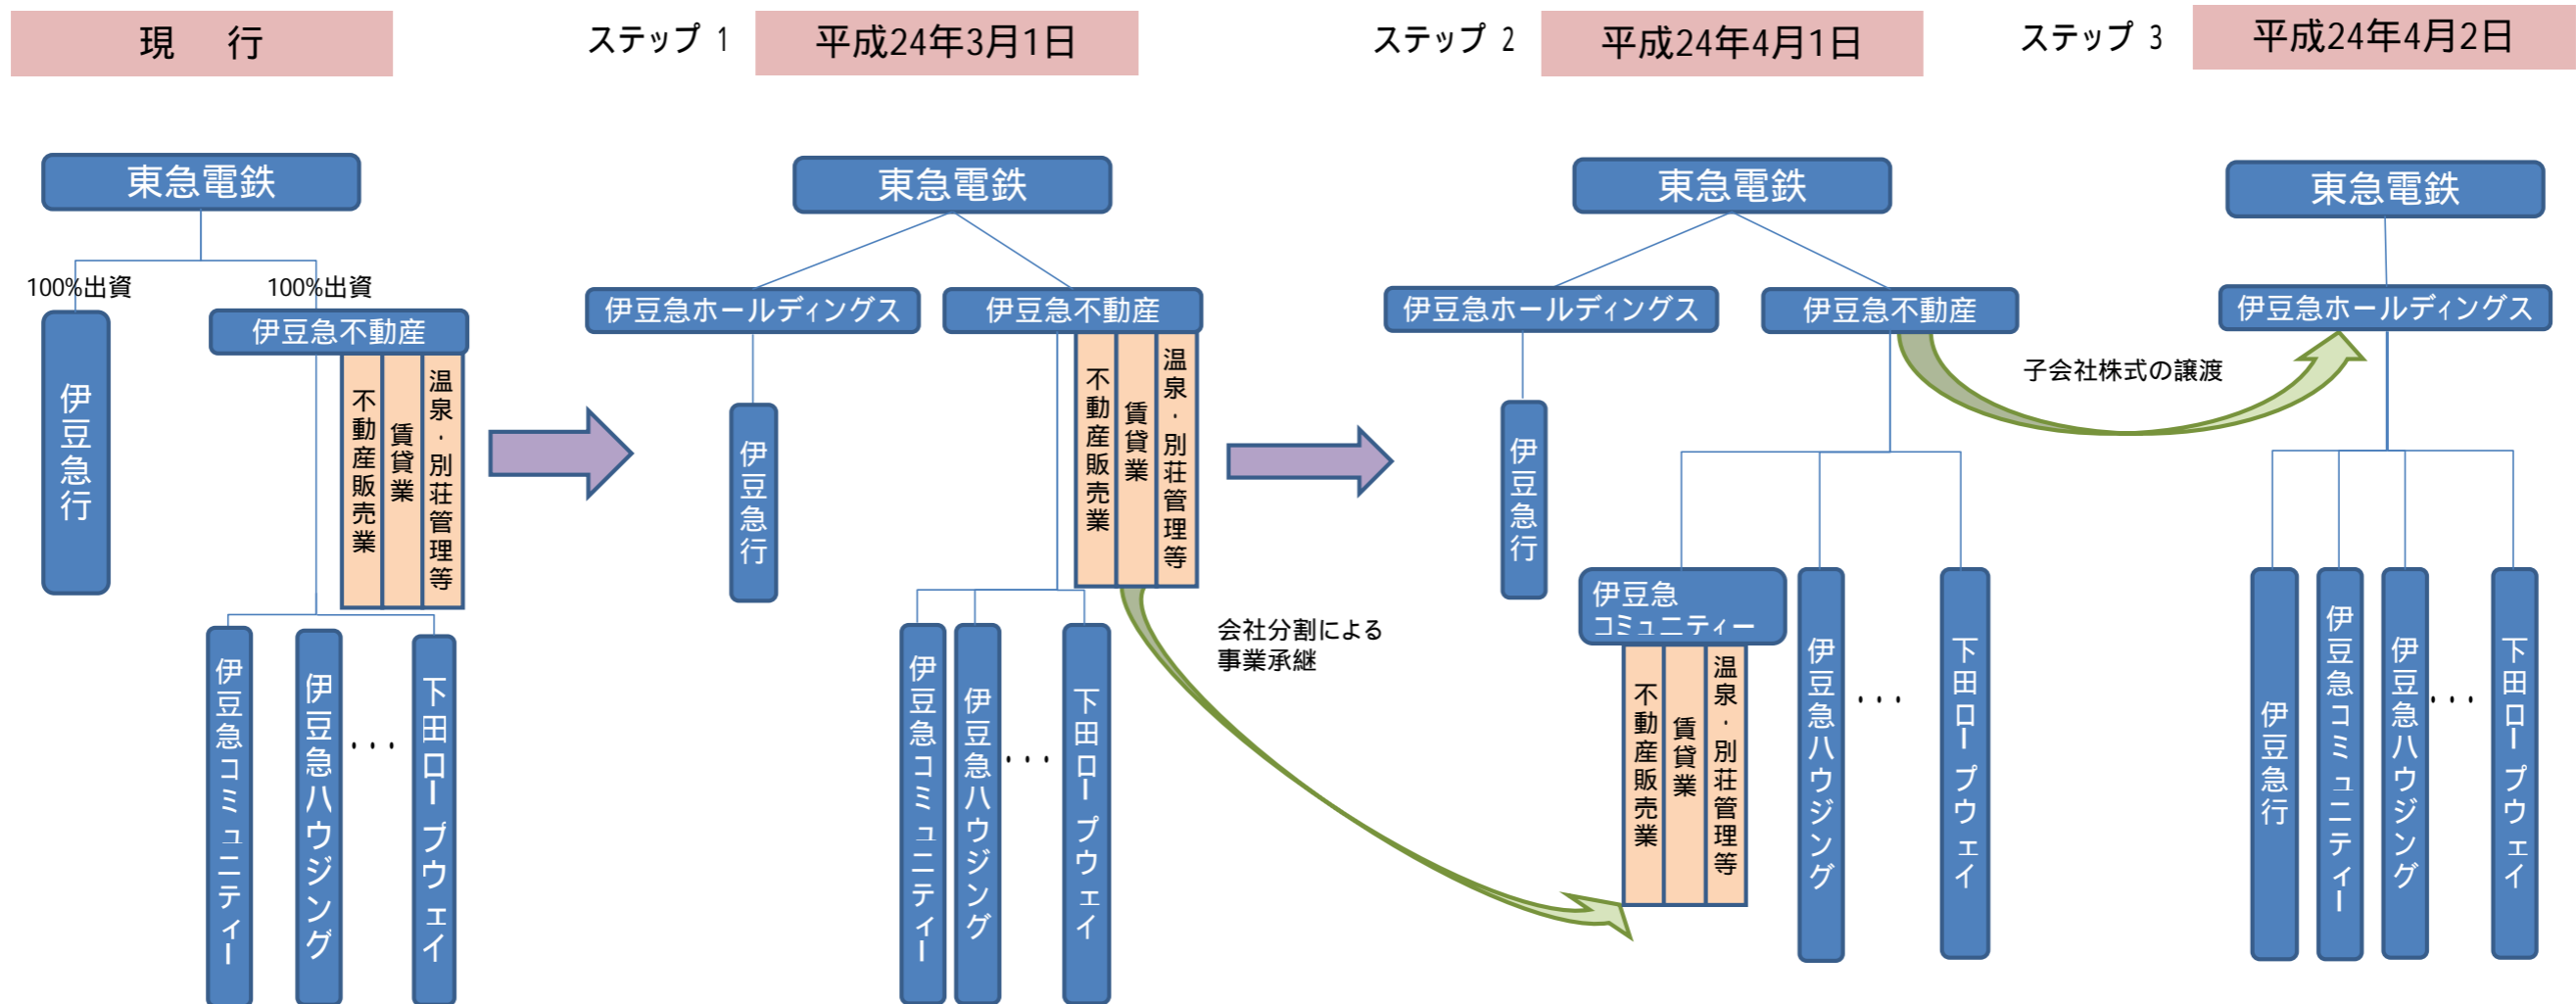 現 行
ステップ 1
平成24年3月1日
ステップ 2
平成24年4月1日
ステップ 3
平成24年4月2日
東急電鉄
100%出資
100%出資
伊豆急行
伊豆急不動産
不動産販売業
賃貸業
温泉・別荘管理等
伊豆急コミュニティー
伊豆急ハウジング
・・・
下田ロープウェイ
東急電鉄
伊豆急ホールディングス
伊豆急不動産
伊豆急行
不動産販売業
賃貸業
温泉・別荘管理等
伊豆急コミュニティー
伊豆急ハウジング
・・・
下田ロープウェイ
会社分割による
事業承継
東急電鉄
伊豆急ホールディングス
伊豆急不動産
伊豆急行
伊豆急
コミュニティー
不動産販売業
賃貸業
温泉・別荘管理等
伊豆急ハウジング
・・・
下田ロープウェイ
子会社株式の譲渡
東急電鉄
伊豆急ホールディングス
伊豆急行
伊豆急コミュニティー
伊豆急ハウジング
・・・
下田ロープウェイ